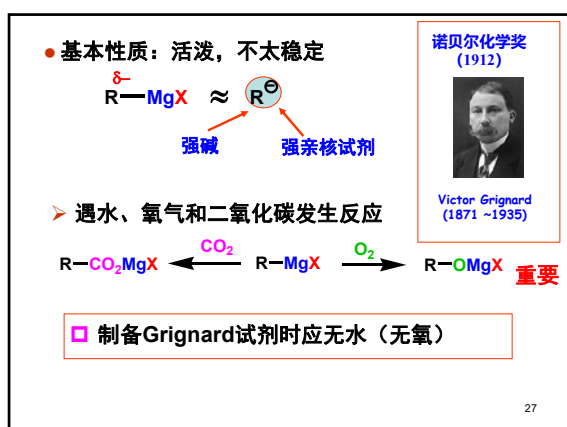 ● 基本性质：活泼，不太稳定
δ–
R—MgX ≈ R⊖
强碱 强亲核试剂
诺贝尔化学奖
(1912)
Victor Grignard
(1871 ~1935)
➢ 遇水、氧气和二氧化碳发生反应
CO₂ O₂
R—CO₂MgX R—MgX R—OMgX 重要
❑ 制备Grignard试剂时应无水（无氧）
27